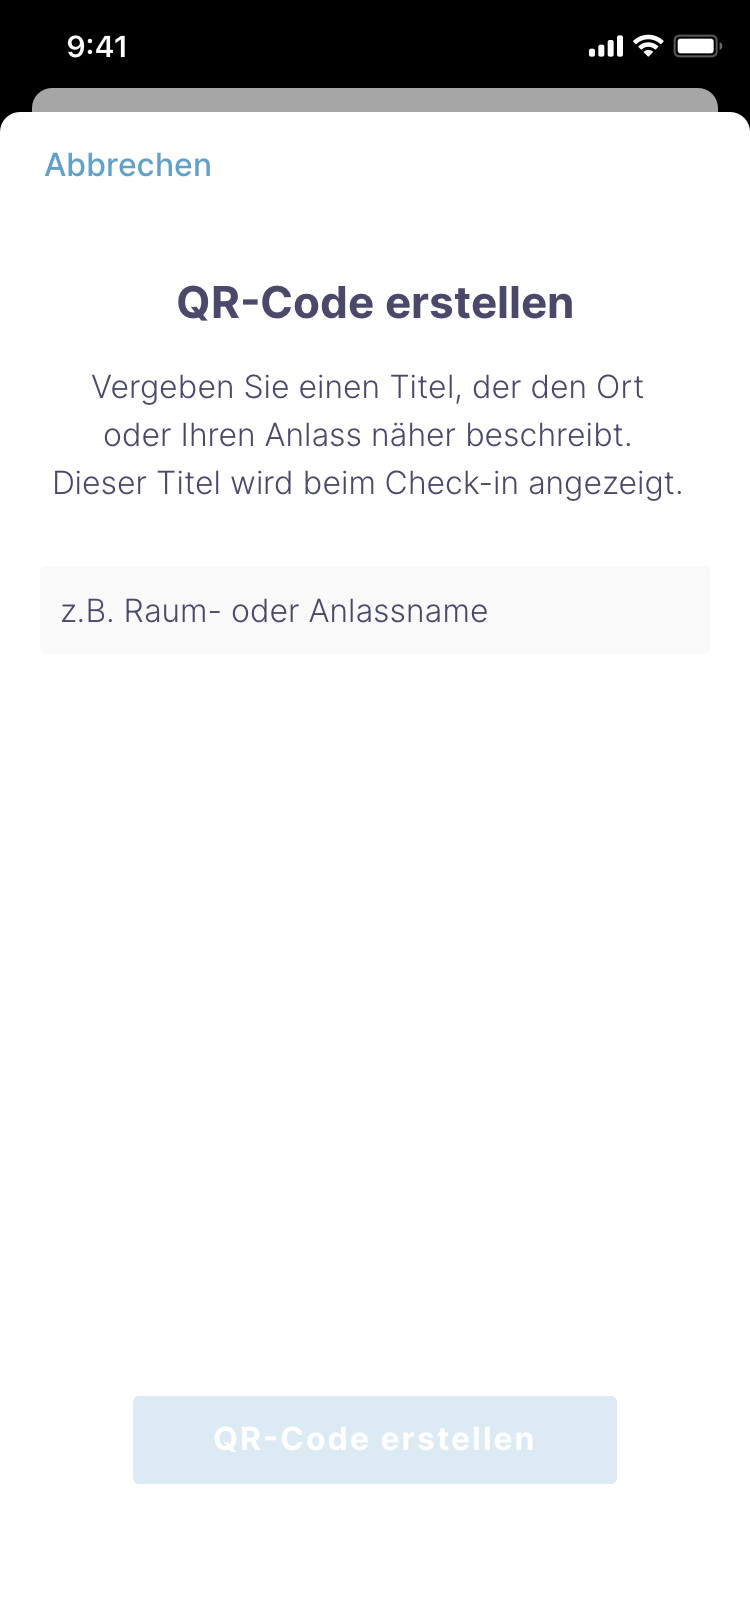 9:41
Abbrechen
QR-Code erstellen
Vergeben Sie einen Titel, der den Ort
oder Ihren Anlass näher beschreibt.
Dieser Titel wird beim Check-in angezeigt.
z.B. Raum- oder Anlassname
QR-Code erstellen